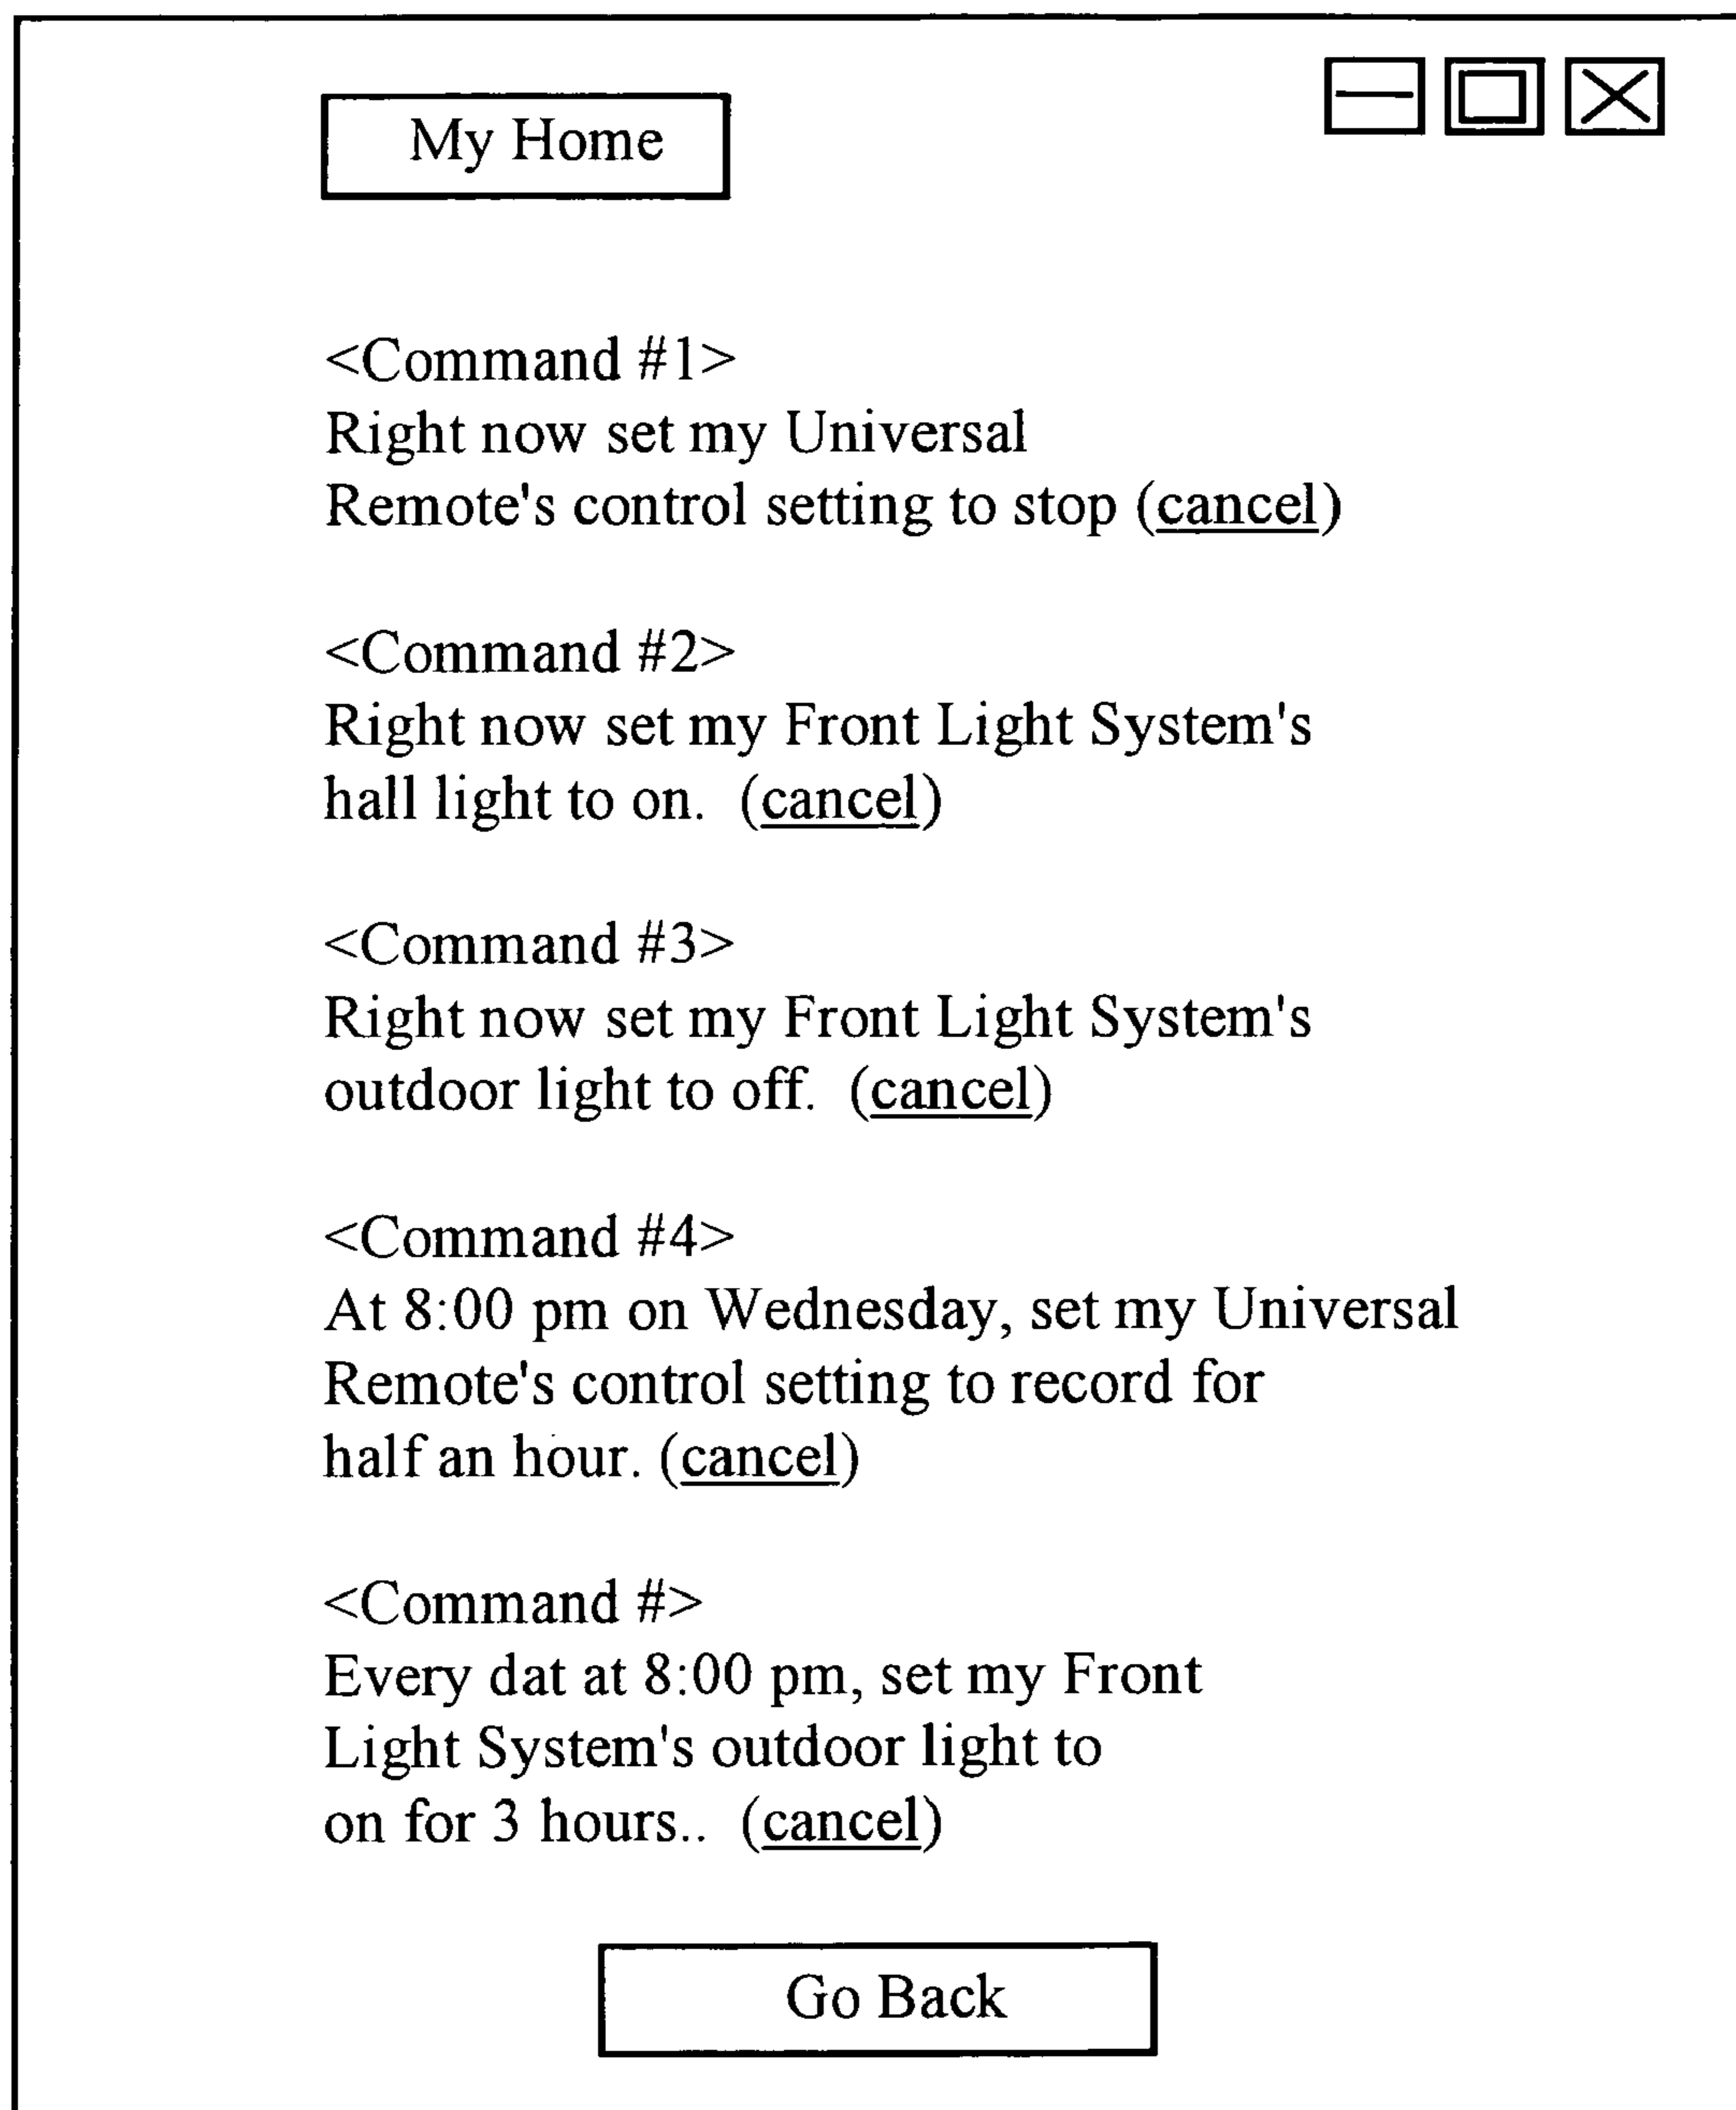 My Home
<Command #1>
Right now set my Universal
Remote's control setting to stop (cancel)
<Command #2>
Right now set my Front Light System's
hall light to on. (cancel)
<Command #3>
Right now set my Front Light System's
outdoor light to off. (cancel)
<Command #4>
At 8:00 pm on Wednesday, set my Universal
Remote's control setting to record for
half an hour. (cancel)
<Command #>
Every dat at 8:00 pm, set my Front
Light System's outdoor light to
on for 3 hours.. (cancel)
Go Back